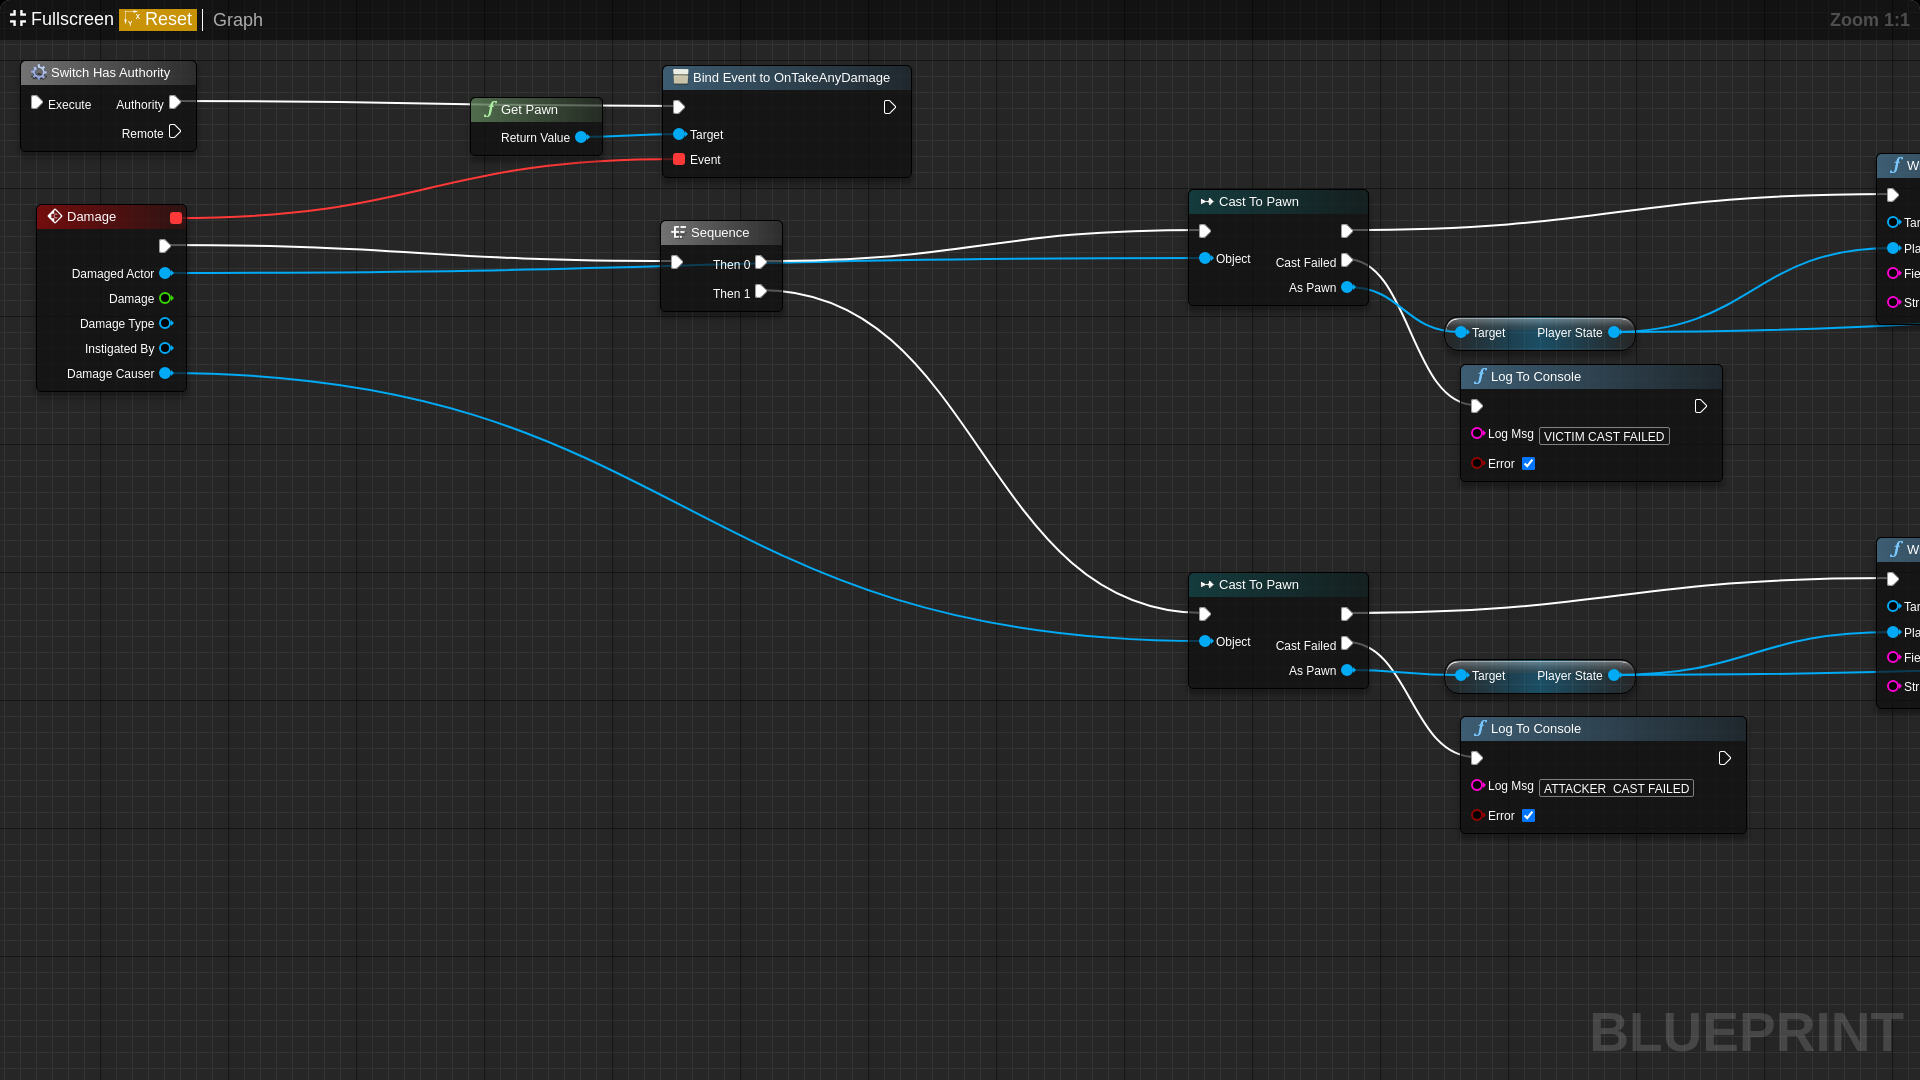 Fullscreen Reset Graph
Zoom 1:1
Switch Has Authority
Execute Authority
Remote
Get Pawn
Return Value
Bind Event to OnTakeAnyDamage
Target
Event
Damage
Damaged Actor
Damage
Damage Type
Instigated By
Damage Causer
Sequence
Then 0
Then 1
Cast To Pawn
Object Cast Failed
As Pawn
Target Player State
Log To Console
Log Msg VICTIM CAST FAILED
Error
W
Tar
Pla
Fie
Str
Cast To Pawn
Object Cast Failed
As Pawn
Target Player State
Log To Console
Log Msg ATTACKER  CAST FAILED
Error
W
Tar
Pla
Fie
Str
BLUEPRINT